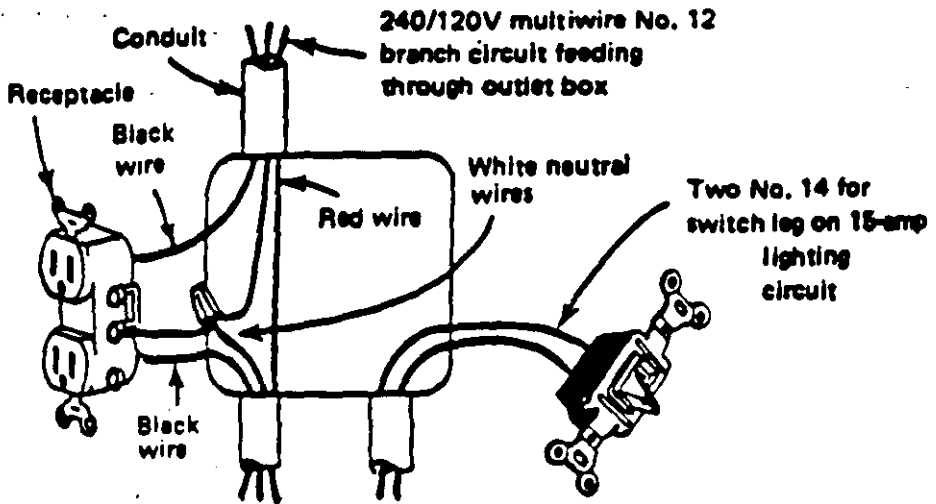 240/120V multiwire No. 12
branch circuit feeding
through outlet box
Conduit
Receptacle
Black
wire
White neutral
wires
Red wire
Two No. 14 for
switch leg on 15-amp
lighting
circuit
Black
wire